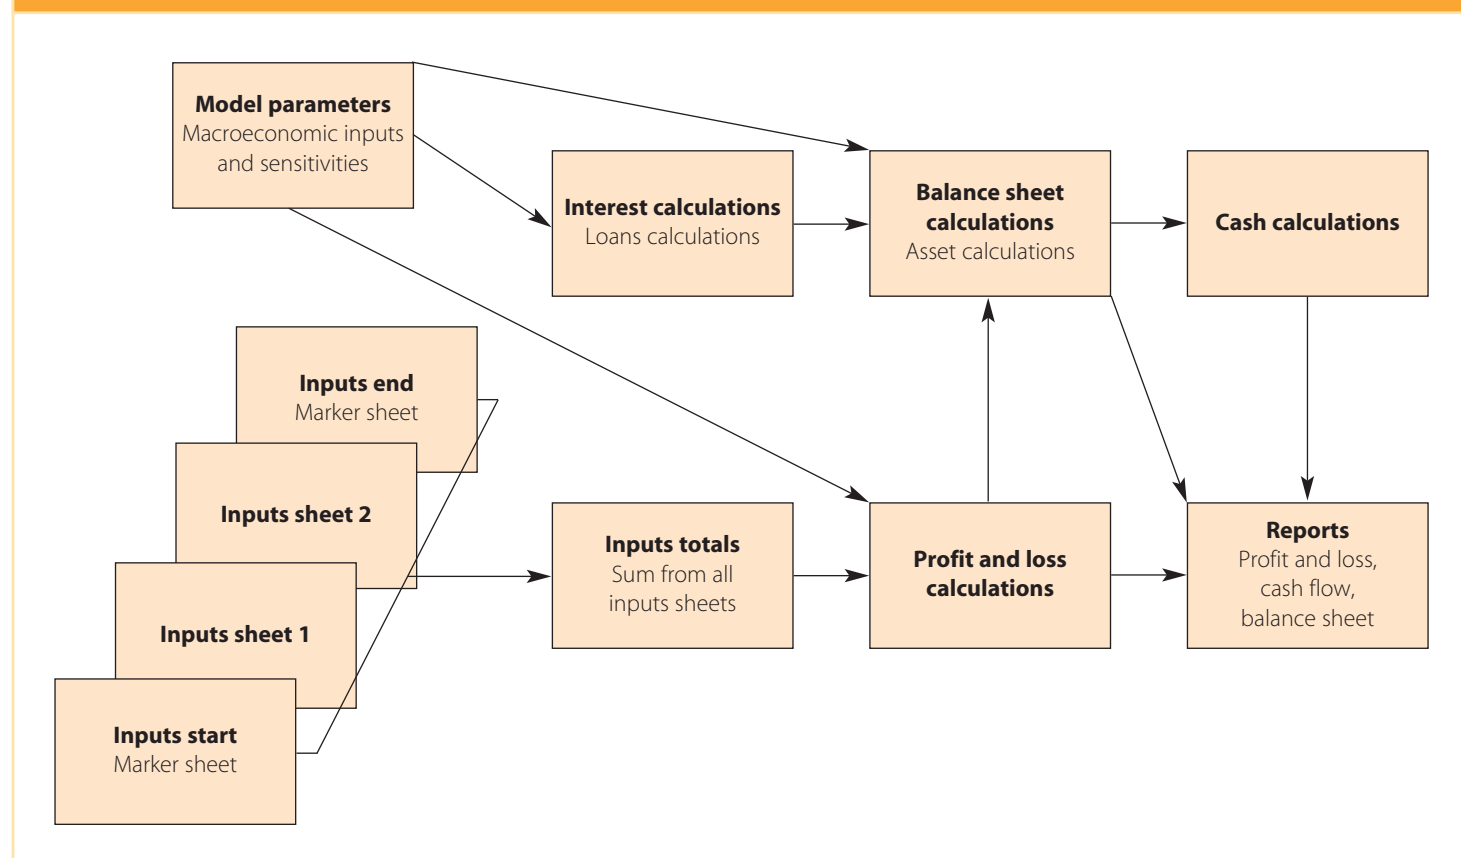 Model parameters
Macroeconomic inputs
and sensitivities
Interest calculations
Loans calculations
Balance sheet
calculations
Asset calculations
Cash calculations
Inputs end
Marker sheet
Inputs sheet 2
Inputs sheet 1
Inputs start
Marker sheet
Inputs totals
Sum from all
inputs sheets
Profit and loss
calculations
Reports
Profit and loss,
cash flow,
balance sheet